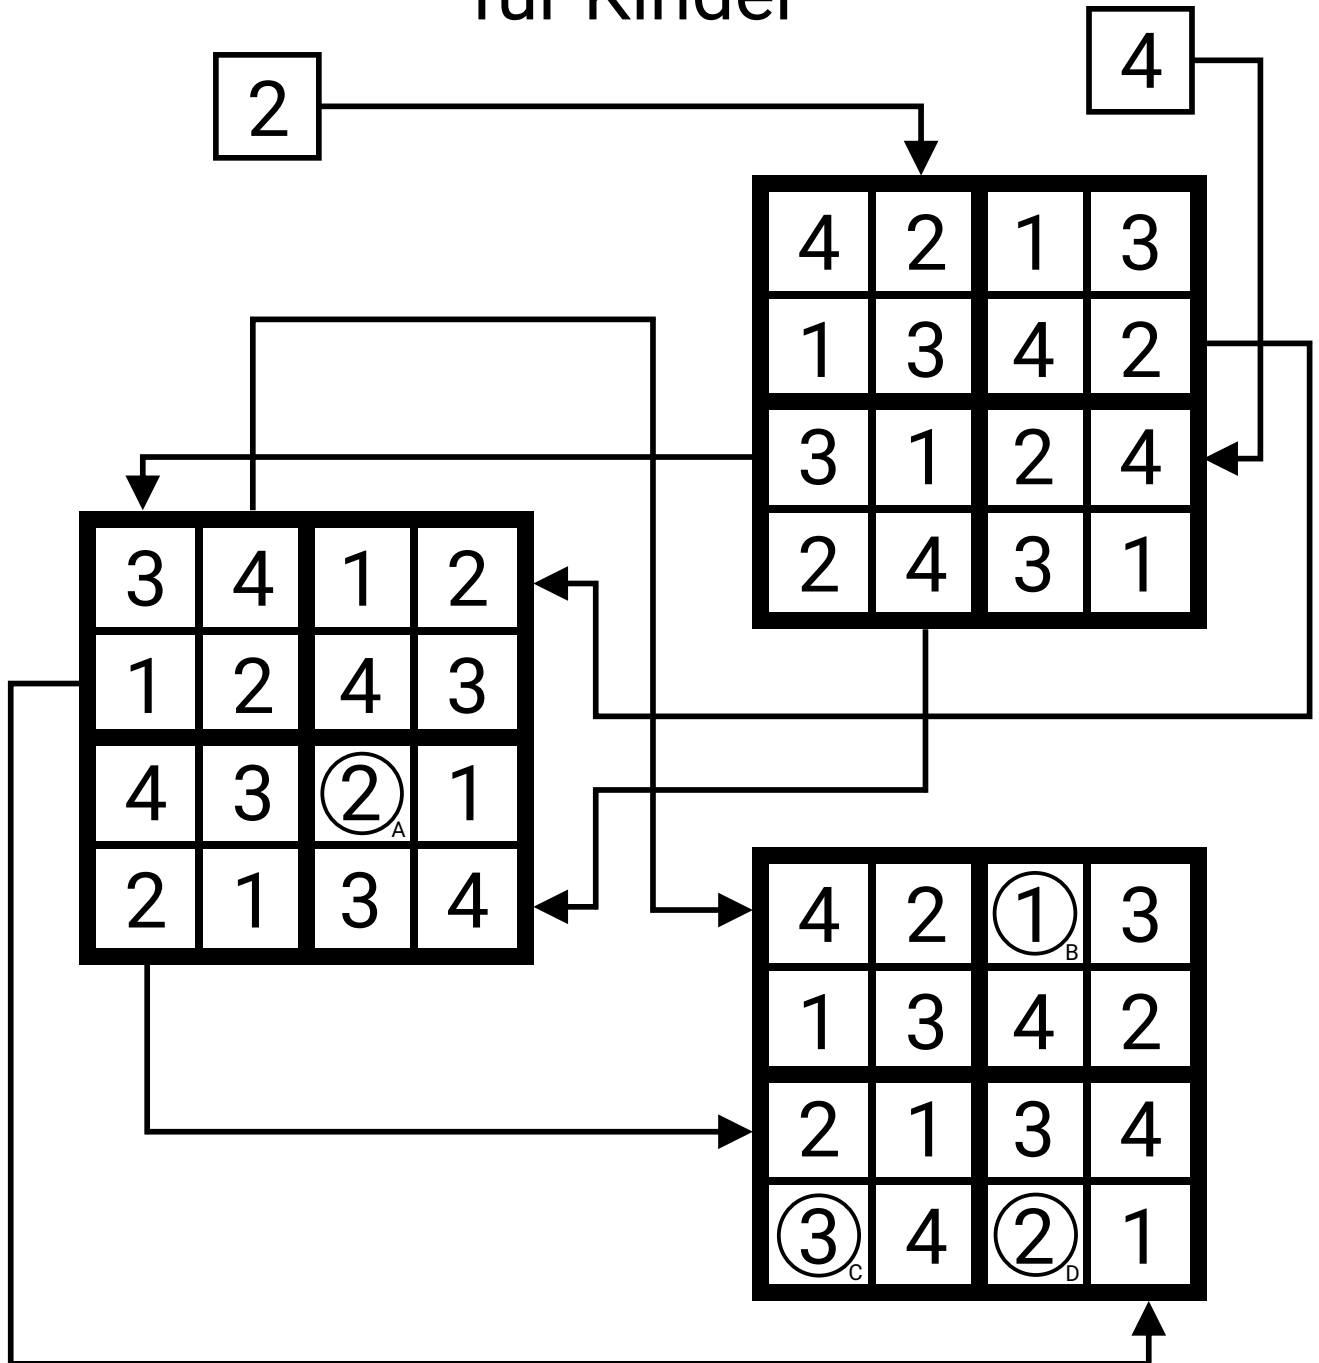 für Kinder
4
2
4 2 1 3
1 3 4 2
3 1 2 4
2 4 3 1
3 4 1 2
1 2 4 3
4 3 2 1
A
2 1 3 4
4 2 1 3
B
1 3 4 2
2 1 3 4
3 4 2 1
C D